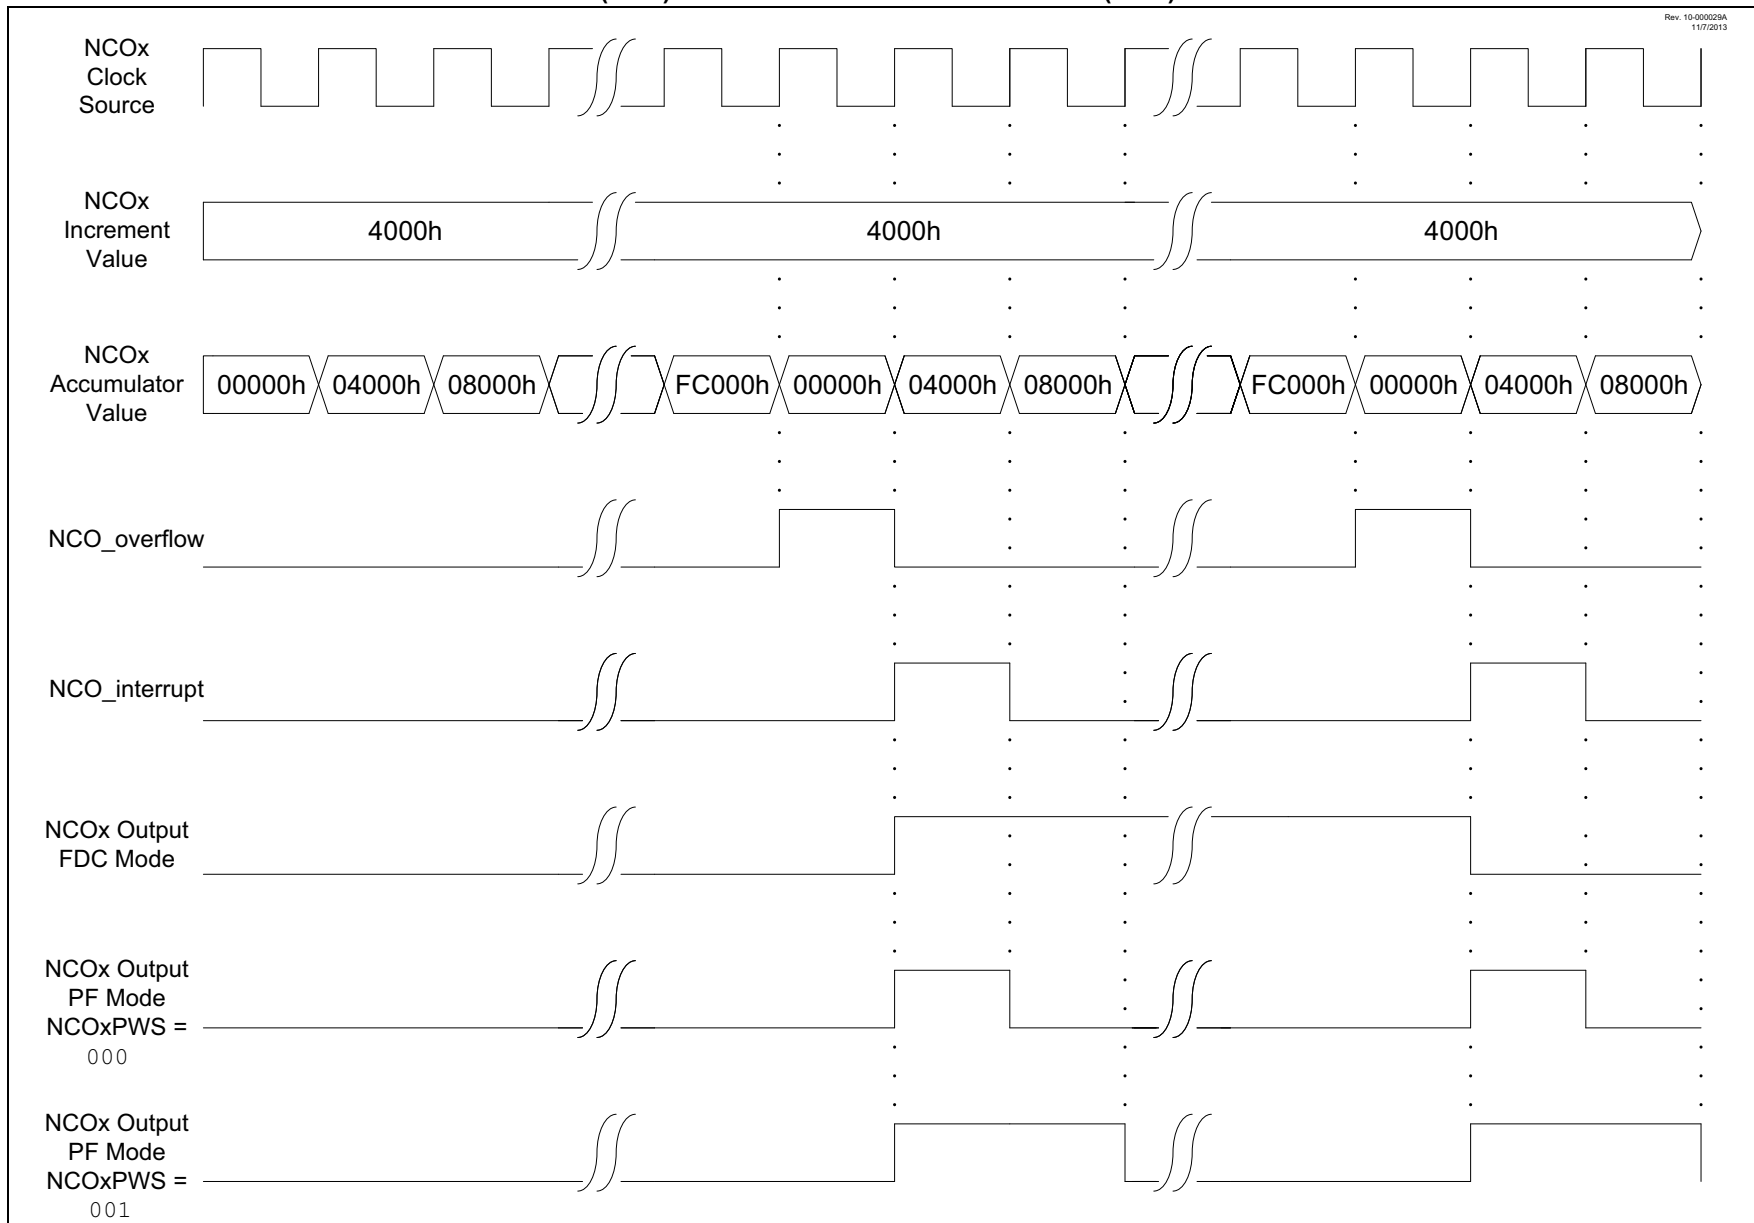 Rev. 10-000029A
11/7/2013
NCOx
Clock
Source
NCOx
Increment
Value
4000h
4000h
4000h
NCOx
Accumulator
Value
00000h
04000h
08000h
FC000h
00000h
04000h
08000h
FC000h
00000h
04000h
08000h
NCO_overflow
NCO_interrupt
NCOx Output
FDC Mode
NCOx Output
PF Mode
NCOxPWS =
000
NCOx Output
PF Mode
NCOxPWS =
001